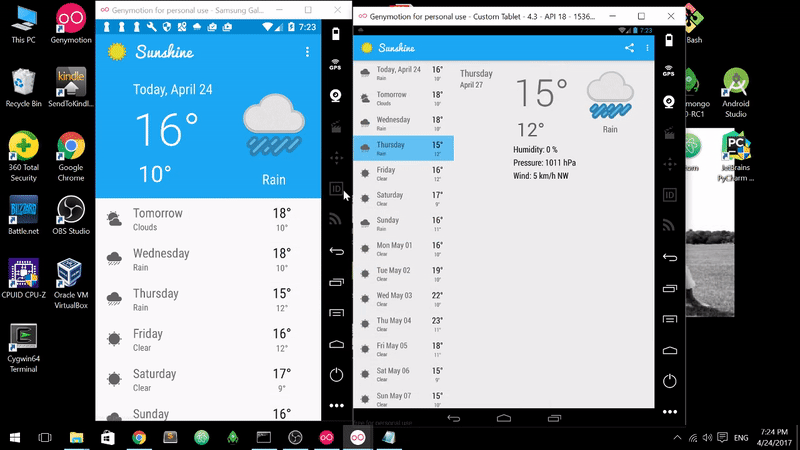 This PC
Genymotion
Recycle Bin
SendToKindl...
360 Total
Security
Google
Chrome
Battle.net
OBS Studio
CPUID CPU-Z
Oracle VM
VirtualBox
Cygwin64
Terminal
Genymotion for personal use - Samsung Gal...
7:23
Sunshine
Today, April 24
16°
10°
Rain
Tomorrow
Clouds
18°
10°
Wednesday
Rain
18°
10°
Thursday
Rain
15°
12°
Friday
Clear
16°
12°
Saturday
Clear
17°
9°
Sunday
16°
GPS
ID
Genymotion for personal use - Custom Tablet - 4.3 - API 18 - 1536...
7:23
Sunshine
Today, April 24
Rain
16°
10°
Tomorrow
Clouds
18°
10°
Wednesday
Rain
18°
10°
Thursday
Rain
15°
12°
Friday
Clear
16°
12°
Saturday
Clear
17°
9°
Sunday
Rain
16°
11°
Mon May 01
Clear
16°
10°
Tue May 02
Clear
19°
10°
Wed May 03
Clear
22°
10°
Thu May 04
Clear
23°
11°
Fri May 05
Clear
18°
11°
Sat May 06
Clear
15°
9°
Sun May 07
Clear
15°
10°
Thursday
April 27
15°
12°
Rain
Humidity: 0 %
Pressure: 1011 hPa
Wind: 5 km/h NW
GPS
ID
Bash
Android
Studio
JetBrains
PyCharm ...
ENG
7:24 PM
4/24/2017